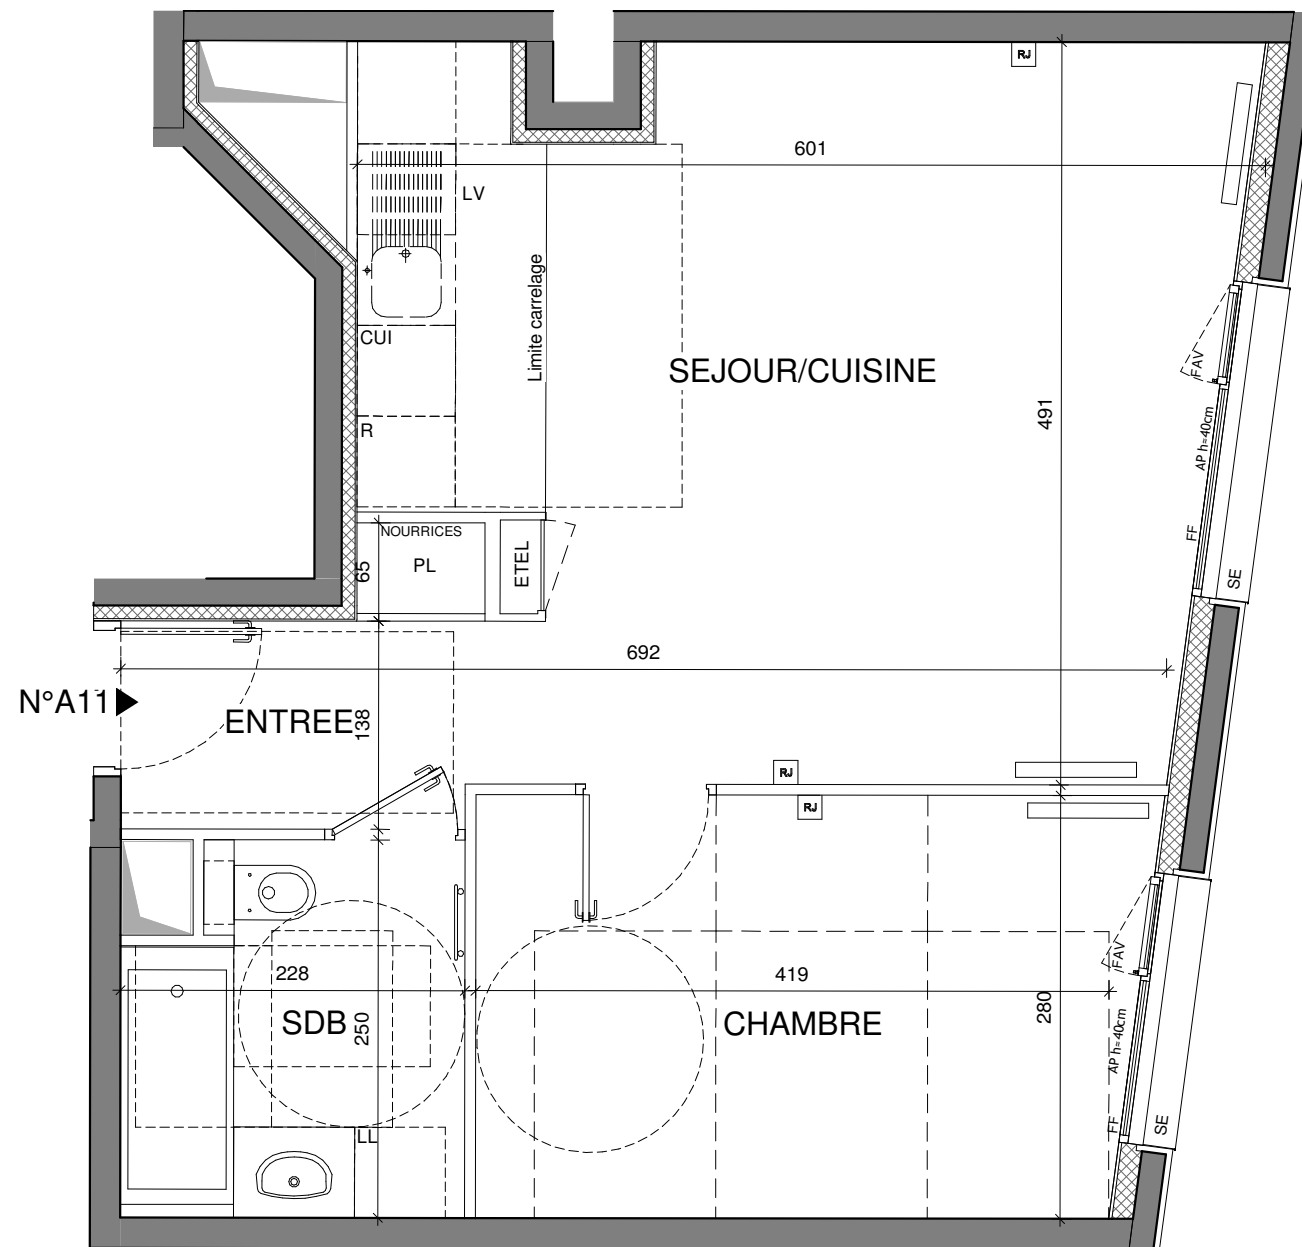 RJ
601
LV
Limite carrelage
CUI
SEJOUR/CUISINE
FAV
491
AP h=40cm
R
NOURRICES
PL
ETEL
65
FF
SE
692
N°A11
ENTREE
138
RJ
RJ
228
419
280
FAV
SDB
250
CHAMBRE
AP h=40cm
LL
FF
SE